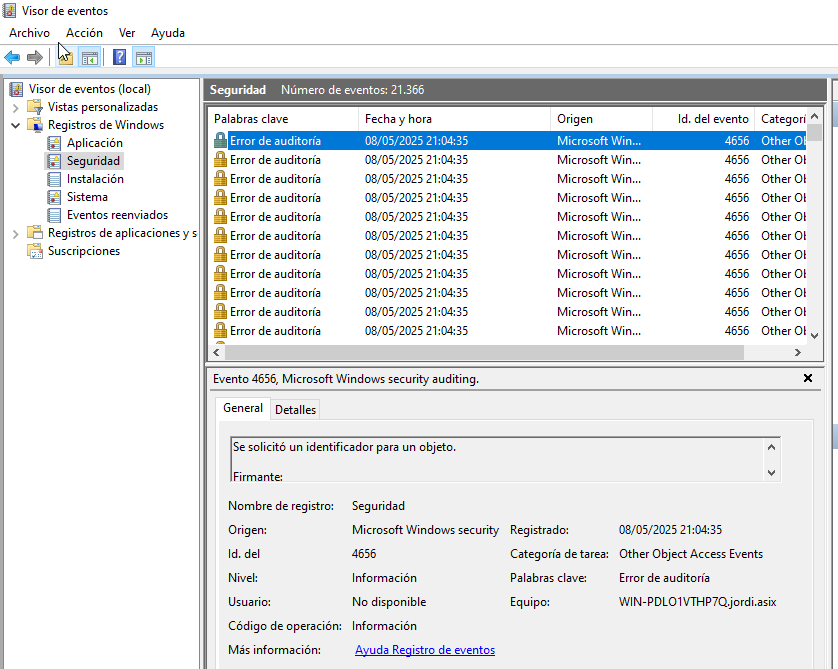 Visor de eventos
Archivo Acción Ver Ayuda
Visor de eventos (local)
Vistas personalizadas
Registros de Windows
Aplicación
Seguridad
Instalación
Sistema
Eventos reenviados
Registros de aplicaciones y s
Suscripciones
Seguridad Número de eventos: 21.366
Palabras clave Fecha y hora Origen Id. del evento Categorí
Error de auditoría 08/05/2025 21:04:35 Microsoft Win... 4656 Other Ob
Error de auditoría 08/05/2025 21:04:35 Microsoft Win... 4656 Other Ob
Error de auditoría 08/05/2025 21:04:35 Microsoft Win... 4656 Other Ob
Error de auditoría 08/05/2025 21:04:35 Microsoft Win... 4656 Other Ob
Error de auditoría 08/05/2025 21:04:35 Microsoft Win... 4656 Other Ob
Error de auditoría 08/05/2025 21:04:35 Microsoft Win... 4656 Other Ob
Error de auditoría 08/05/2025 21:04:35 Microsoft Win... 4656 Other Ob
Error de auditoría 08/05/2025 21:04:35 Microsoft Win... 4656 Other Ob
Error de auditoría 08/05/2025 21:04:35 Microsoft Win... 4656 Other Ob
Error de auditoría 08/05/2025 21:04:35 Microsoft Win... 4656 Other Ob
Error de auditoría 08/05/2025 21:04:35 Microsoft Win... 4656 Other Ob
Evento 4656, Microsoft Windows security auditing.
General Detalles
Se solicitó un identificador para un objeto.
Firmante:
Nombre de registro: Seguridad
Origen: Microsoft Windows security Registrado: 08/05/2025 21:04:35
Id. del 4656 Categoría de tarea: Other Object Access Events
Nivel: Información Palabras clave: Error de auditoría
Usuario: No disponible Equipo: WIN-PDLO1VTHP7Q.jordi.asix
Código de operación: Información
Más información: Ayuda Registro de eventos